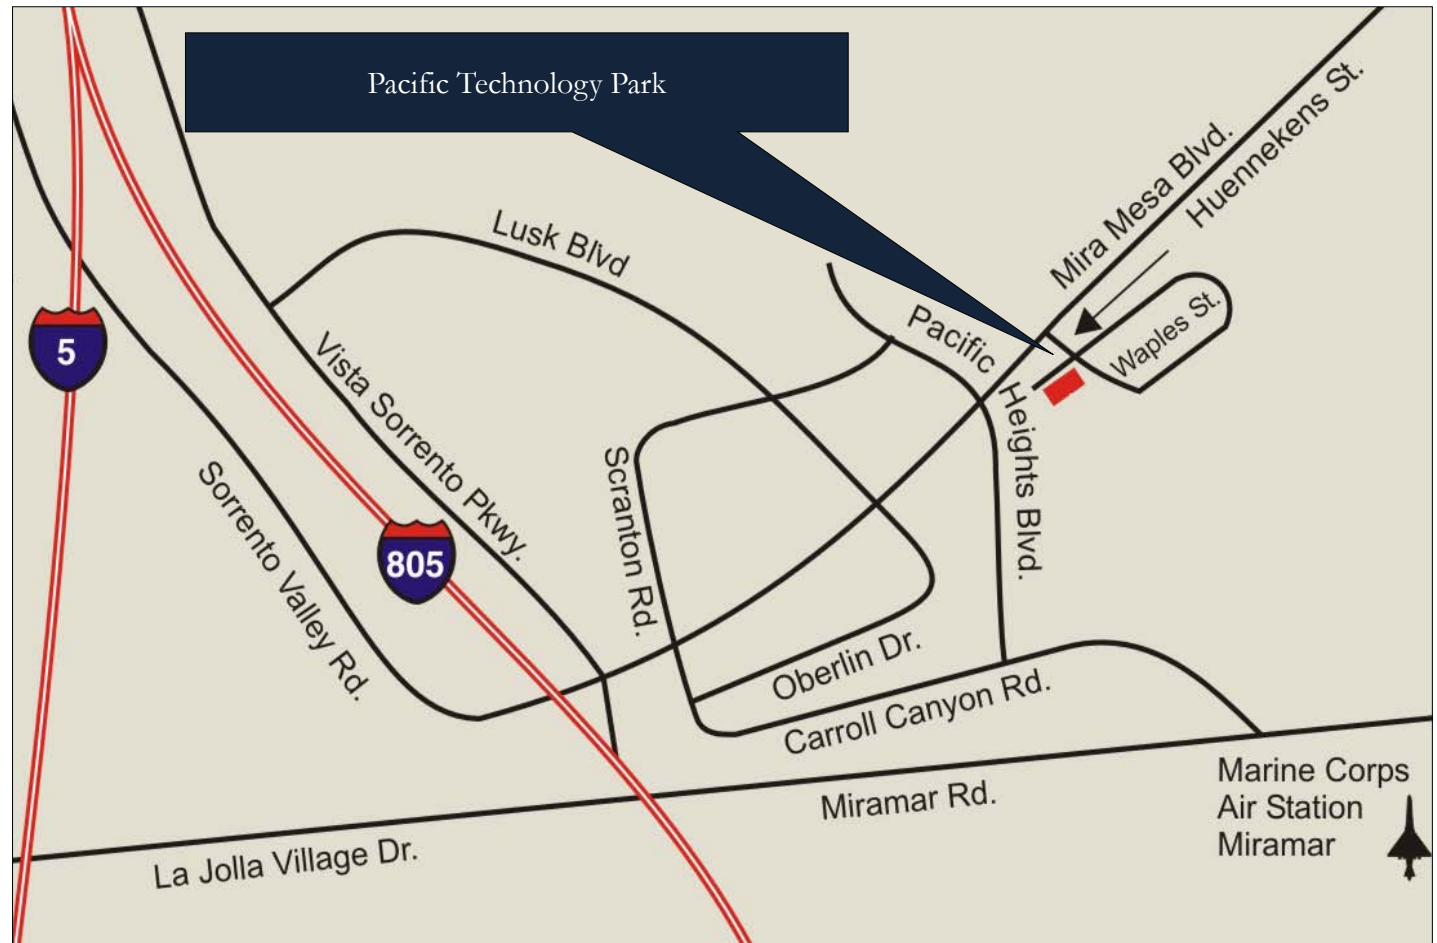 Pacific Technology Park
Mira Mesa Blvd.
Huennekens St.
Lusk Blvd
Pacific
Heights Blvd.
Waples St.
5
Vista Sorrento Pkwy.
Scranton Rd.
Sorrento Valley Rd.
805
Oberlin Dr.
Carroll Canyon Rd.
Miramar Rd.
La Jolla Village Dr.
Marine Corps
Air Station
Miramar